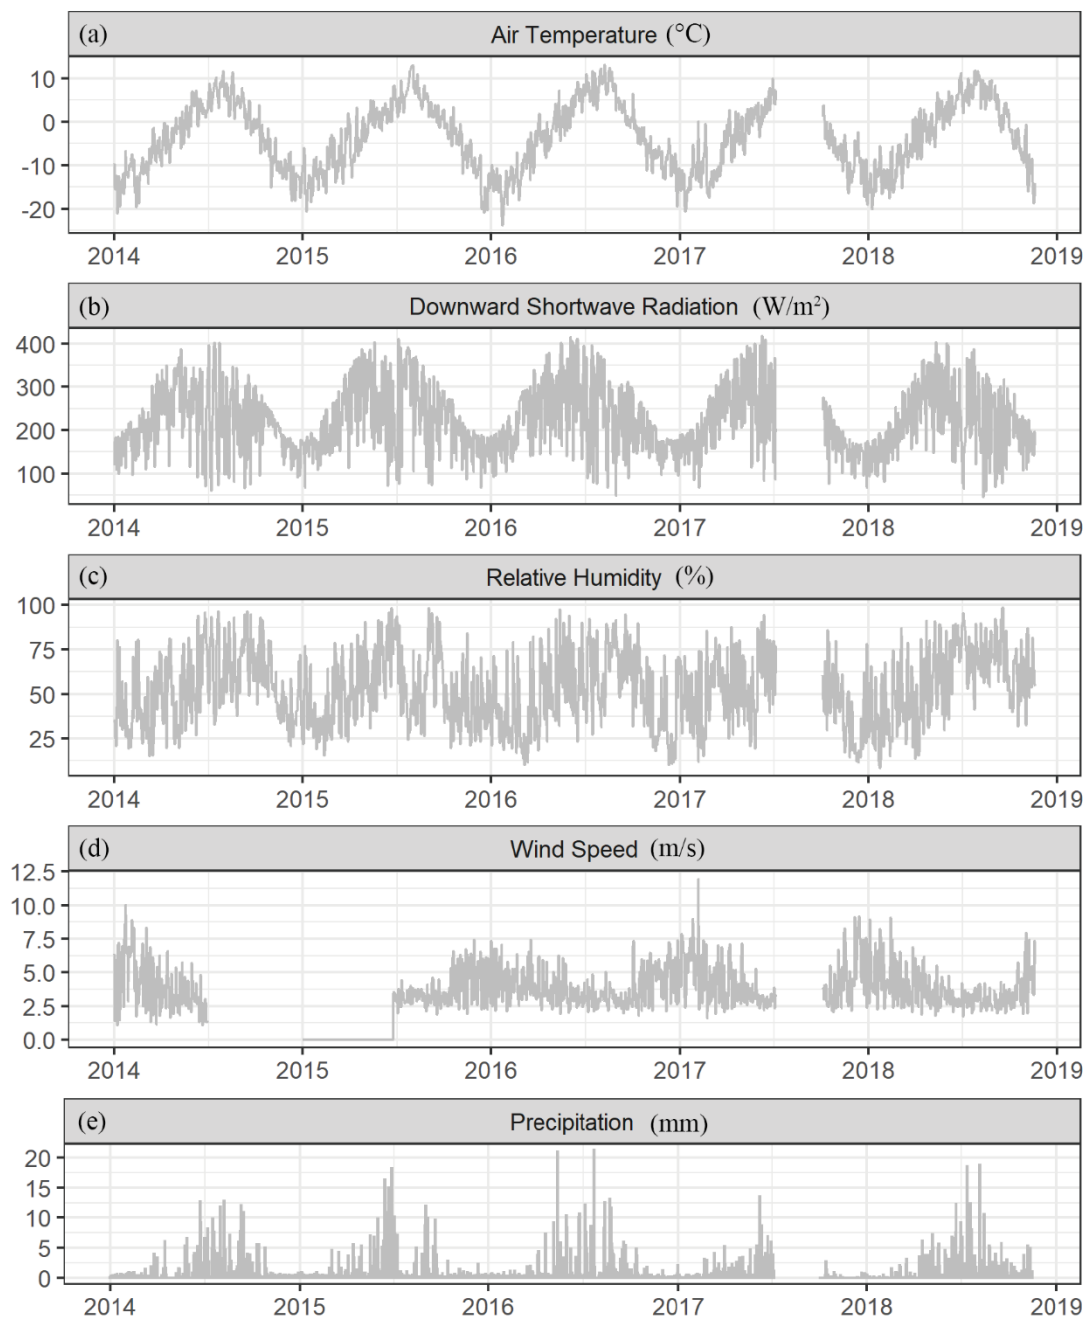 (a) Air Temperature (°C)
10
0
-10
-20
2014 2015 2016 2017 2018 2019
(b) Downward Shortwave Radiation (W/m²)
400
300
200
100
2014 2015 2016 2017 2018 2019
(c) Relative Humidity (%)
100
75
50
25
2014 2015 2016 2017 2018 2019
(d) Wind Speed (m/s)
12.5
10.0
7.5
5.0
2.5
0.0
2014 2015 2016 2017 2018 2019
(e) Precipitation (mm)
20
15
10
5
0
2014 2015 2016 2017 2018 2019